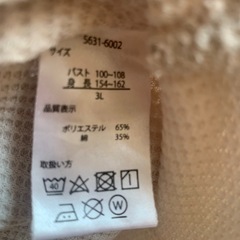 5631-6002
サイズ
バスト 100~108
身長 154~162
3L
品質表示
ポリエステル 65%
綿 35%
取扱い方
40
W